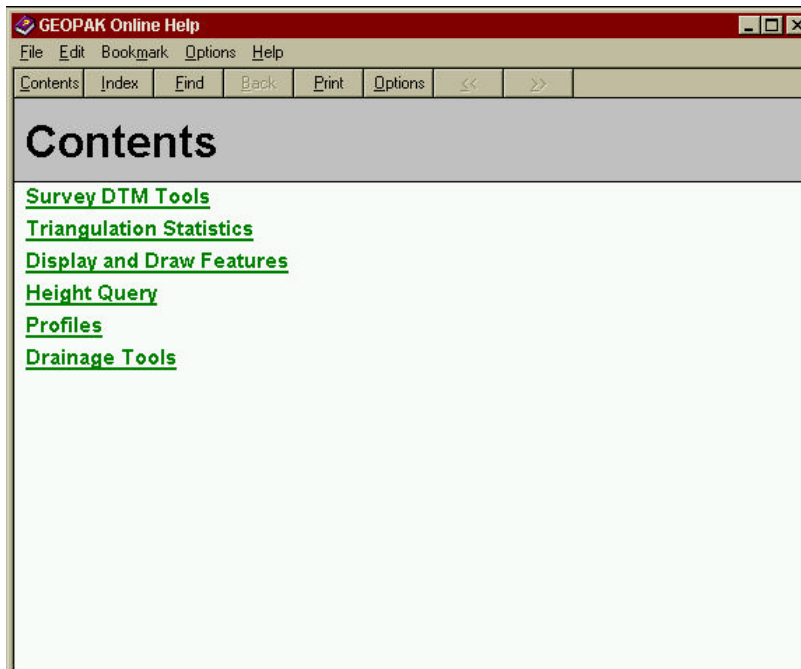 GEOPAK Online Help
File Edit Bookmark Options Help
Contents Index Find Back Print Options << >>
Contents
Survey DTM Tools
Triangulation Statistics
Display and Draw Features
Height Query
Profiles
Drainage Tools